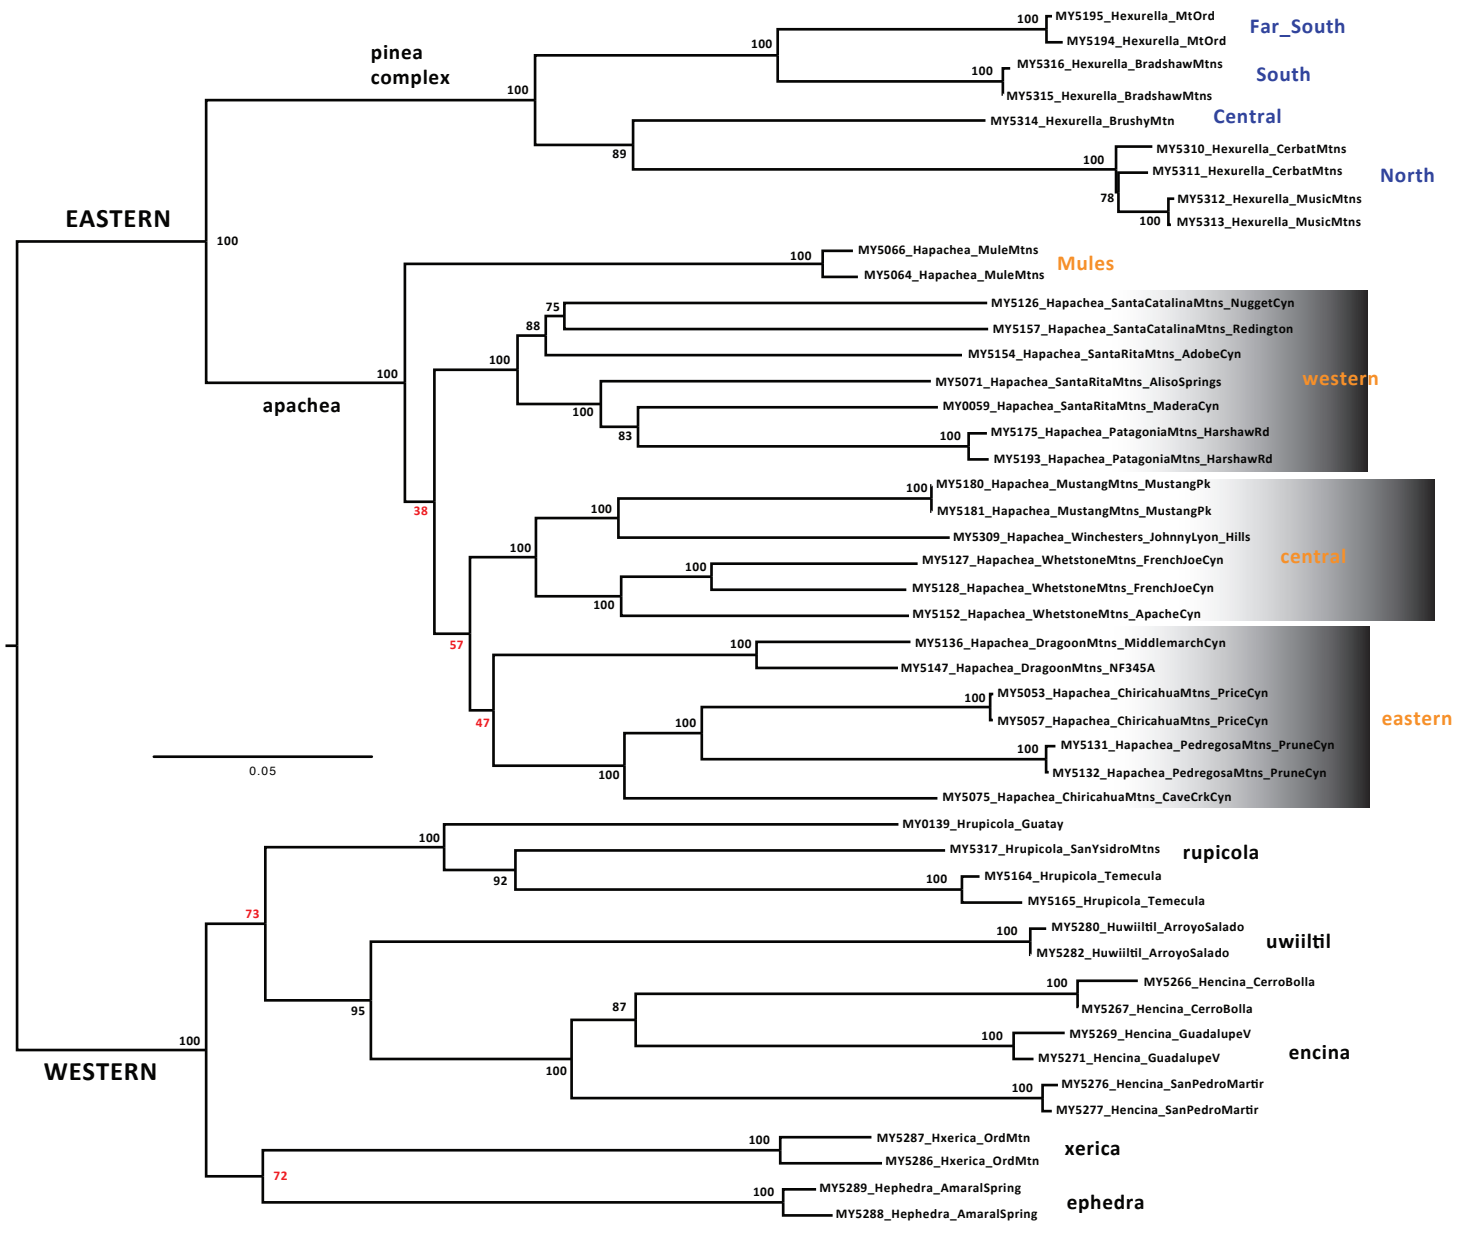 100
MY5195_Hexurella_MtOrd
Far_South
MY5194_Hexurella_MtOrd
pinea
complex
100
MY5316_Hexurella_BradshawMtns
100
South
MY5315_Hexurella_BradshawMtns
100
Central
MY5314_Hexurella_BrushyMtn
89
MY5310_Hexurella_CerbatMtns
100
MY5311_Hexurella_CerbatMtns
North
78
MY5312_Hexurella_MusicMtns
100
MY5313_Hexurella_MusicMtns
EASTERN
100
MY5066_Hapachea_MuleMtns
100
Mules
MY5064_Hapachea_MuleMtns
75
MY5126_Hapachea_SantaCatalinaMtns_NuggetCyn
88
MY5157_Hapachea_SantaCatalinaMtns_Redington
100
MY5154_Hapachea_SantaRitaMtns_AdobeCyn
100
apachea
western
MY5071_Hapachea_SantaRitaMtns_AlisoSprings
100
MY0059_Hapachea_SantaRitaMtns_MaderaCyn
83
100
MY5175_Hapachea_PatagoniaMtns_HarshawRd
MY5193_Hapachea_PatagoniaMtns_HarshawRd
38
100
MY5180_Hapachea_MustangMtns_MustangPk
100
MY5181_Hapachea_MustangMtns_MustangPk
MY5309_Hapachea_Winchesters_JohnnyLyon_Hills
100
central
100
MY5127_Hapachea_WhetstoneMtns_FrenchJoeCyn
MY5128_Hapachea_WhetstoneMtns_FrenchJoeCyn
100
MY5152_Hapachea_WhetstoneMtns_ApacheCyn
57
100
MY5136_Hapachea_DragoonMtns_MiddlemarchCyn
MY5147_Hapachea_DragoonMtns_NF345A
100
MY5053_Hapachea_ChiricahuaMtns_PriceCyn
47
100
MY5057_Hapachea_ChiricahuaMtns_PriceCyn
eastern
100
MY5131_Hapachea_PedregosaMtns_PruneCyn
100
MY5132_Hapachea_PedregosaMtns_PruneCyn
MY5075_Hapachea_ChiricahuaMtns_CaveCrkCyn
0.05
MY0139_Hrupicola_Guatay
100
MY5317_Hrupicola_SanYsidroMtns
rupicola
92
100
MY5164_Hrupicola_Temecula
MY5165_Hrupicola_Temecula
73
100
MY5280_Huwiiltil_ArroyoSalado
uwiiltil
MY5282_Huwiiltil_ArroyoSalado
95
100
MY5266_Hencina_CerroBolla
87
MY5267_Hencina_CerroBolla
100
MY5269_Hencina_GuadalupeV
encina
MY5271_Hencina_GuadalupeV
100
WESTERN
100
100
MY5276_Hencina_SanPedroMartir
MY5277_Hencina_SanPedroMartir
100
MY5287_Hxerica_OrdMtn
xerica
MY5286_Hxerica_OrdMtn
72
100
MY5289_Hephedra_AmaralSpring
ephedra
MY5288_Hephedra_AmaralSpring